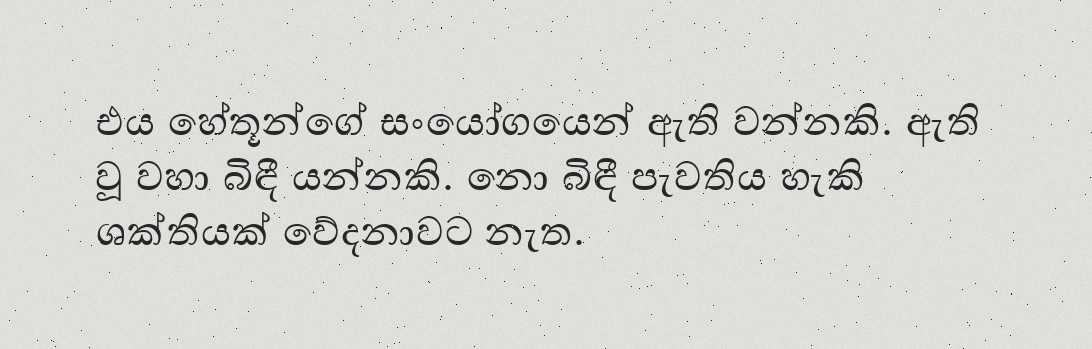 එය හේතූන්ගේ සංයෝගයෙන් ඇති වන්නකි. ඇති
වූ වහා බිඳී යන්නකි. නො බිඳී පැවතිය හැකි
ශක්තියක් වේදනාවට නැත.